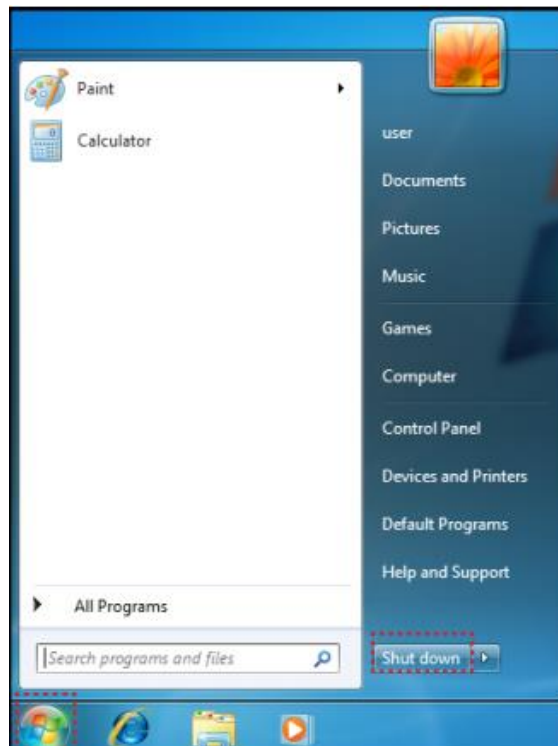 Paint
Calculator
All Programs
Search programs and files
user
Documents
Pictures
Music
Games
Computer
Control Panel
Devices and Printers
Default Programs
Help and Support
Shut down